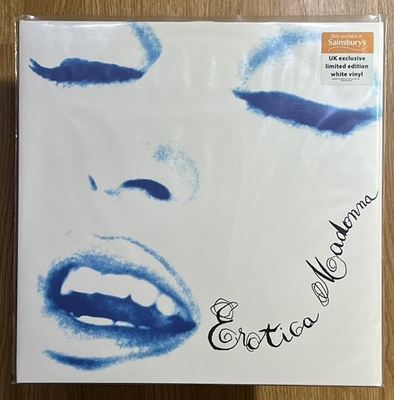 Only available at
Sainsbury's
UK exclusive
limited edition
white vinyl
Erotica Madonna